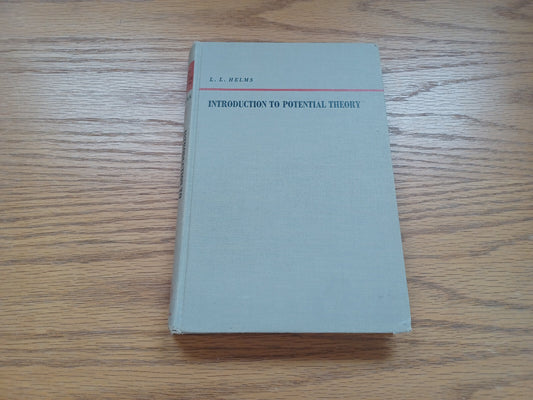 L. L. HELMS
INTRODUCTION TO POTENTIAL THEORY